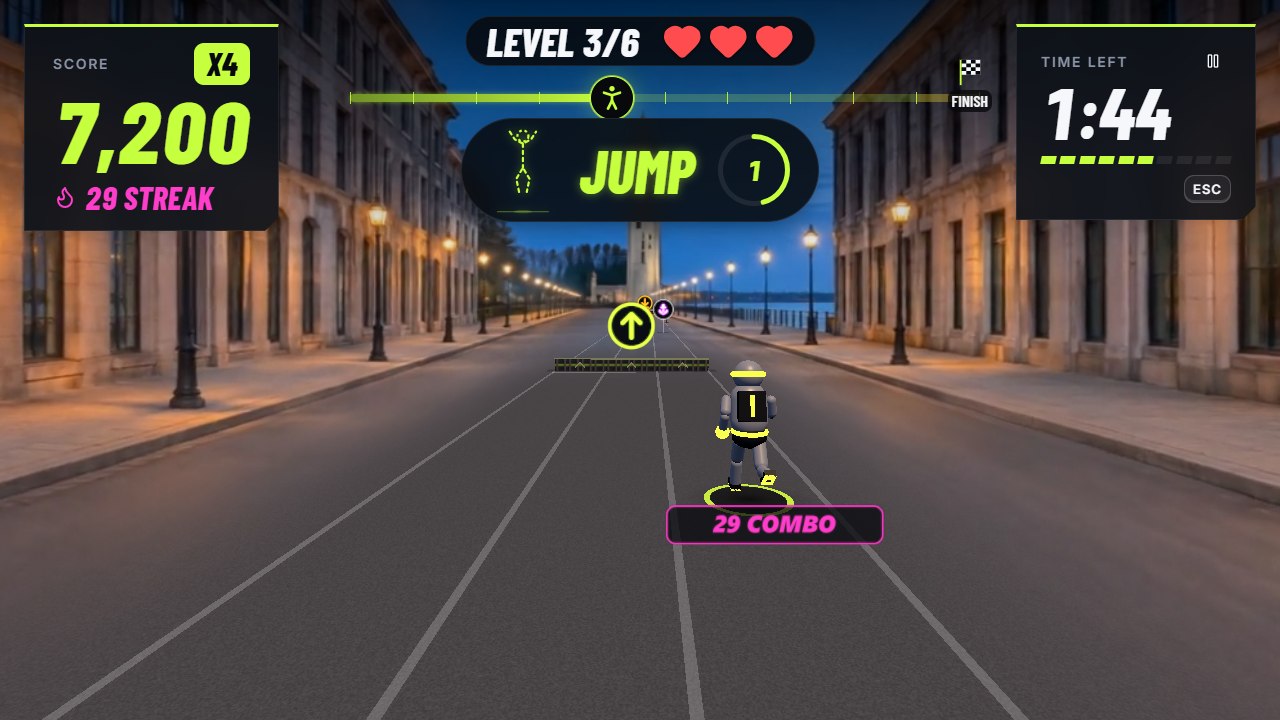 SCORE
X4
7,200
29 STREAK
LEVEL 3/6
FINISH
JUMP
1
TIME LEFT
1:44
ESC
1
29 COMBO